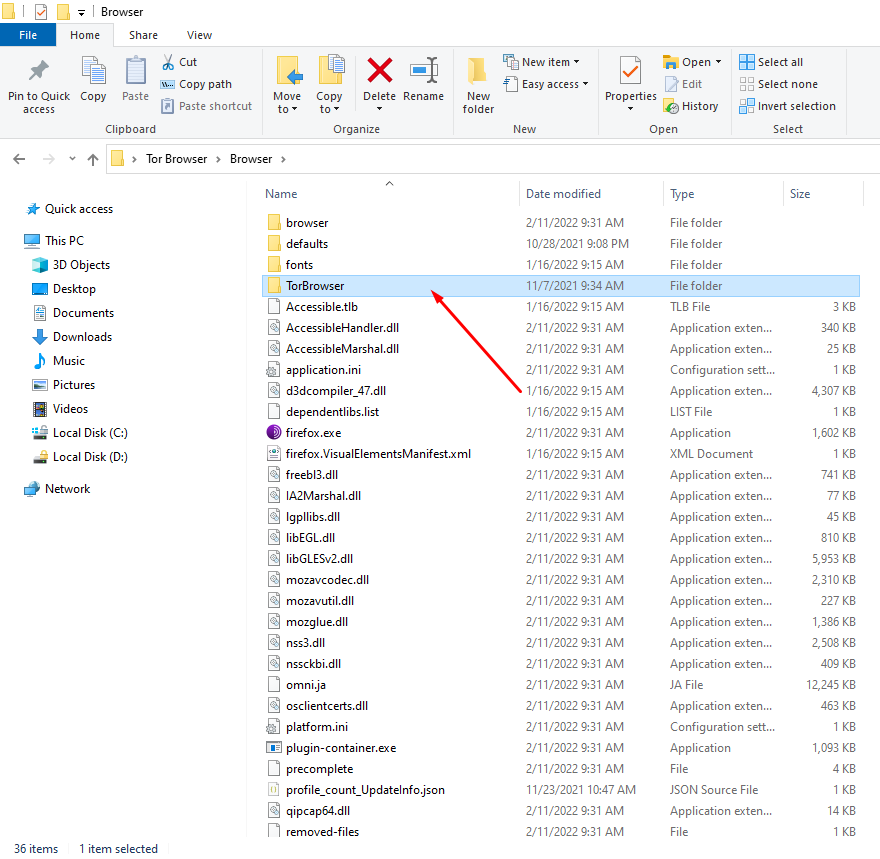 Browser
File Home Share View
Pin to Quick access
Copy
Paste
Cut
Copy path
Paste shortcut
Clipboard
Move to
Copy to
Delete
Rename
Organize
New folder
New item
Easy access
New
Properties
Open
Edit
History
Open
Select all
Select none
Invert selection
Select
Tor Browser > Browser >
Quick access
This PC
3D Objects
Desktop
Documents
Downloads
Music
Pictures
Videos
Local Disk (C:)
Local Disk (D:)
Network
Name Date modified Type Size
browser 2/11/2022 9:31 AM File folder
defaults 10/28/2021 9:08 PM File folder
fonts 1/16/2022 9:15 AM File folder
TorBrowser 11/7/2021 9:34 AM File folder
Accessible.tlb 1/16/2022 9:15 AM TLB File 3 KB
AccessibleHandler.dll 2/11/2022 9:31 AM Application exten... 340 KB
AccessibleMarshal.dll 2/11/2022 9:31 AM Application exten... 25 KB
application.ini 2/11/2022 9:31 AM Configuration sett... 1 KB
d3dcompiler_47.dll 1/16/2022 9:15 AM Application exten... 4,307 KB
dependentlibs.list 1/16/2022 9:15 AM LIST File 1 KB
firefox.exe 2/11/2022 9:31 AM Application 1,602 KB
firefox.VisualElementsManifest.xml 1/16/2022 9:15 AM XML Document 1 KB
freebl3.dll 2/11/2022 9:31 AM Application exten... 741 KB
IA2Marshal.dll 2/11/2022 9:31 AM Application exten... 77 KB
lgpllibs.dll 2/11/2022 9:31 AM Application exten... 45 KB
libEGL.dll 2/11/2022 9:31 AM Application exten... 810 KB
libGLESv2.dll 2/11/2022 9:31 AM Application exten... 5,953 KB
mozavcodec.dll 2/11/2022 9:31 AM Application exten... 2,310 KB
mozavutil.dll 2/11/2022 9:31 AM Application exten... 227 KB
mozglue.dll 2/11/2022 9:31 AM Application exten... 1,386 KB
nss3.dll 2/11/2022 9:31 AM Application exten... 2,508 KB
nssckbi.dll 2/11/2022 9:31 AM Application exten... 409 KB
omni.ja 2/11/2022 9:31 AM JA File 12,245 KB
osclientcerts.dll 2/11/2022 9:31 AM Application exten... 463 KB
platform.ini 2/11/2022 9:31 AM Configuration sett... 1 KB
plugin-container.exe 2/11/2022 9:31 AM Application 1,093 KB
precomplete 2/11/2022 9:31 AM File 4 KB
profile_count_UpdateInfo.json 11/23/2021 10:47 AM JSON Source File 1 KB
qipcap64.dll 2/11/2022 9:31 AM Application exten... 14 KB
removed-files 2/11/2022 9:31 AM File 1 KB
36 items 1 item selected